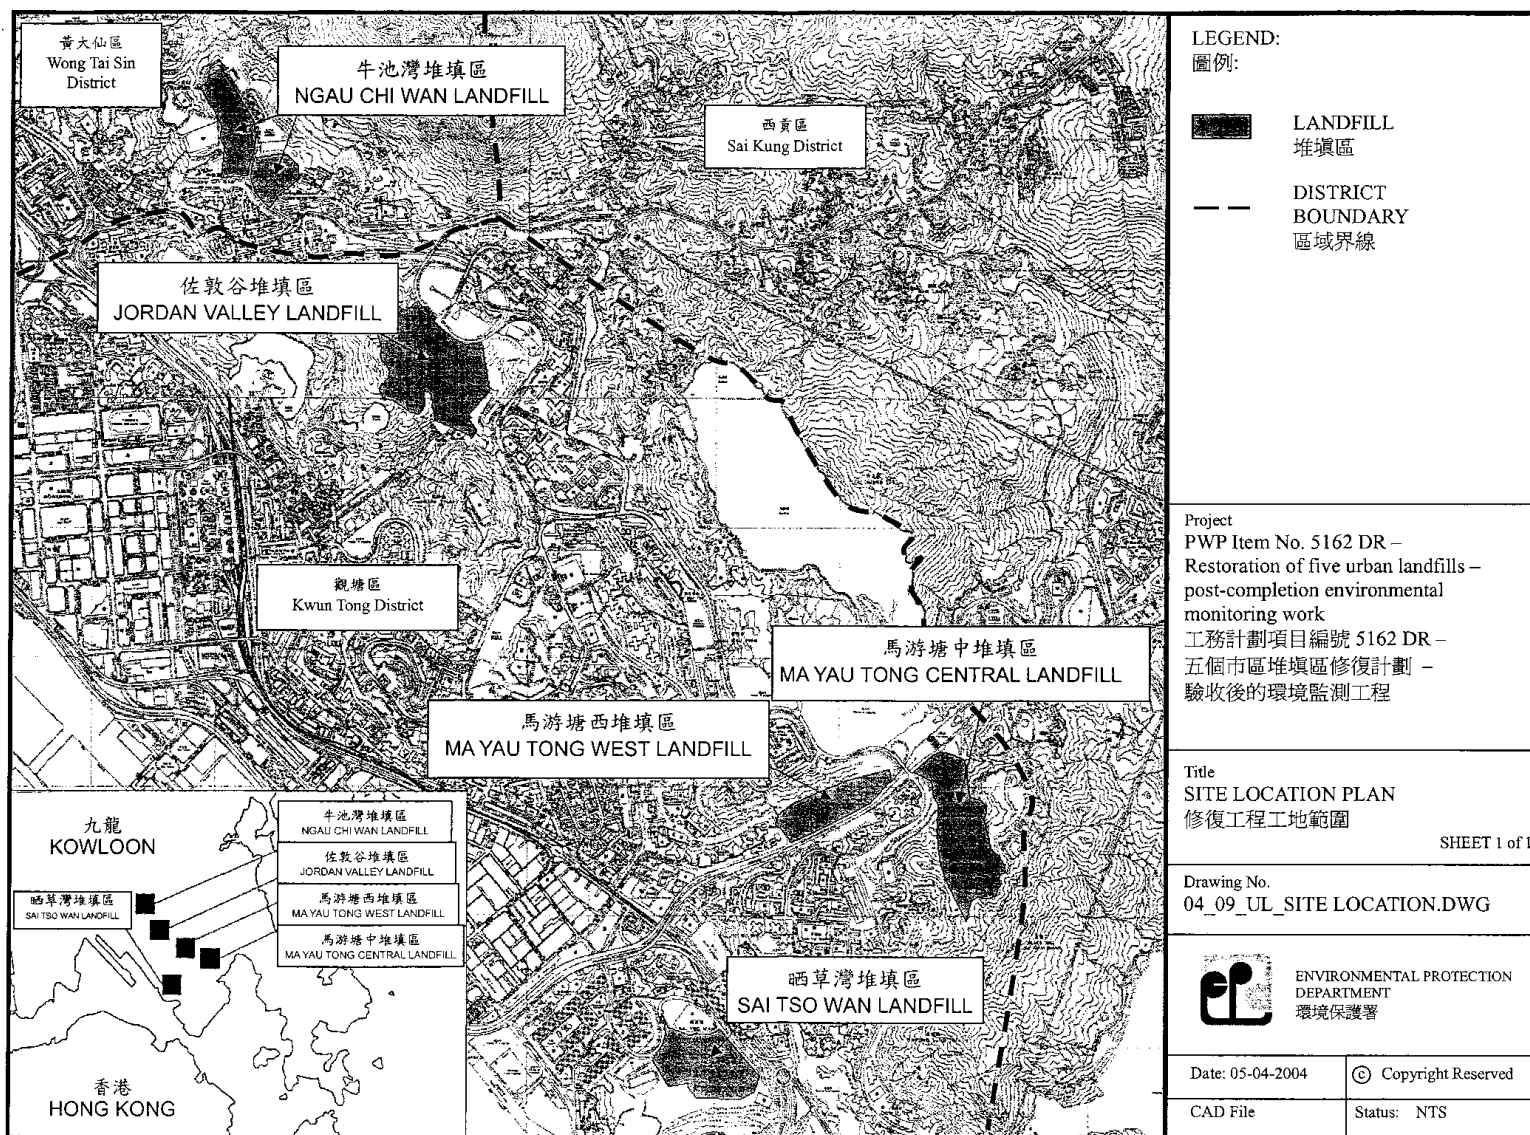 黃大仙區
Wong Tai Sin
District
牛池灣堆填區
NGAU CHI WAN LANDFILL
西貢區
Sai Kung District
佐敦谷堆填區
JORDAN VALLEY LANDFILL
觀塘區
Kwun Tong District
馬游塘中堆填區
MA YAU TONG CENTRAL LANDFILL
馬游塘西堆填區
MA YAU TONG WEST LANDFILL
晒草灣堆填區
SAI TSO WAN LANDFILL
九龍
KOWLOON
牛池灣堆填區
NGAU CHI WAN LANDFILL
佐敦谷堆填區
JORDAN VALLEY LANDFILL
晒草灣堆填區
SAI TSO WAN LANDFILL
馬游塘西堆填區
MA YAU TONG WEST LANDFILL
馬游塘中堆填區
MA YAU TONG CENTRAL LANDFILL
香港
HONG KONG
LEGEND:
圖例:
LANDFILL
堆塡區
DISTRICT
BOUNDARY
區域界線
Project
PWP Item No. 5162 DR –
Restoration of five urban landfills –
post-completion environmental
monitoring work
工務計劃項目編號 5162 DR –
五個市區堆塡區修復計劃 –
驗收後的環境監測工程
Title
SITE LOCATION PLAN
修復工程工地範圍
SHEET 1 of 1
Drawing No.
04_09_UL_SITE LOCATION.DWG
ENVIRONMENTAL PROTECTION
DEPARTMENT
環境保護署
Date: 05-04-2004
© Copyright Reserved
CAD File
Status: NTS